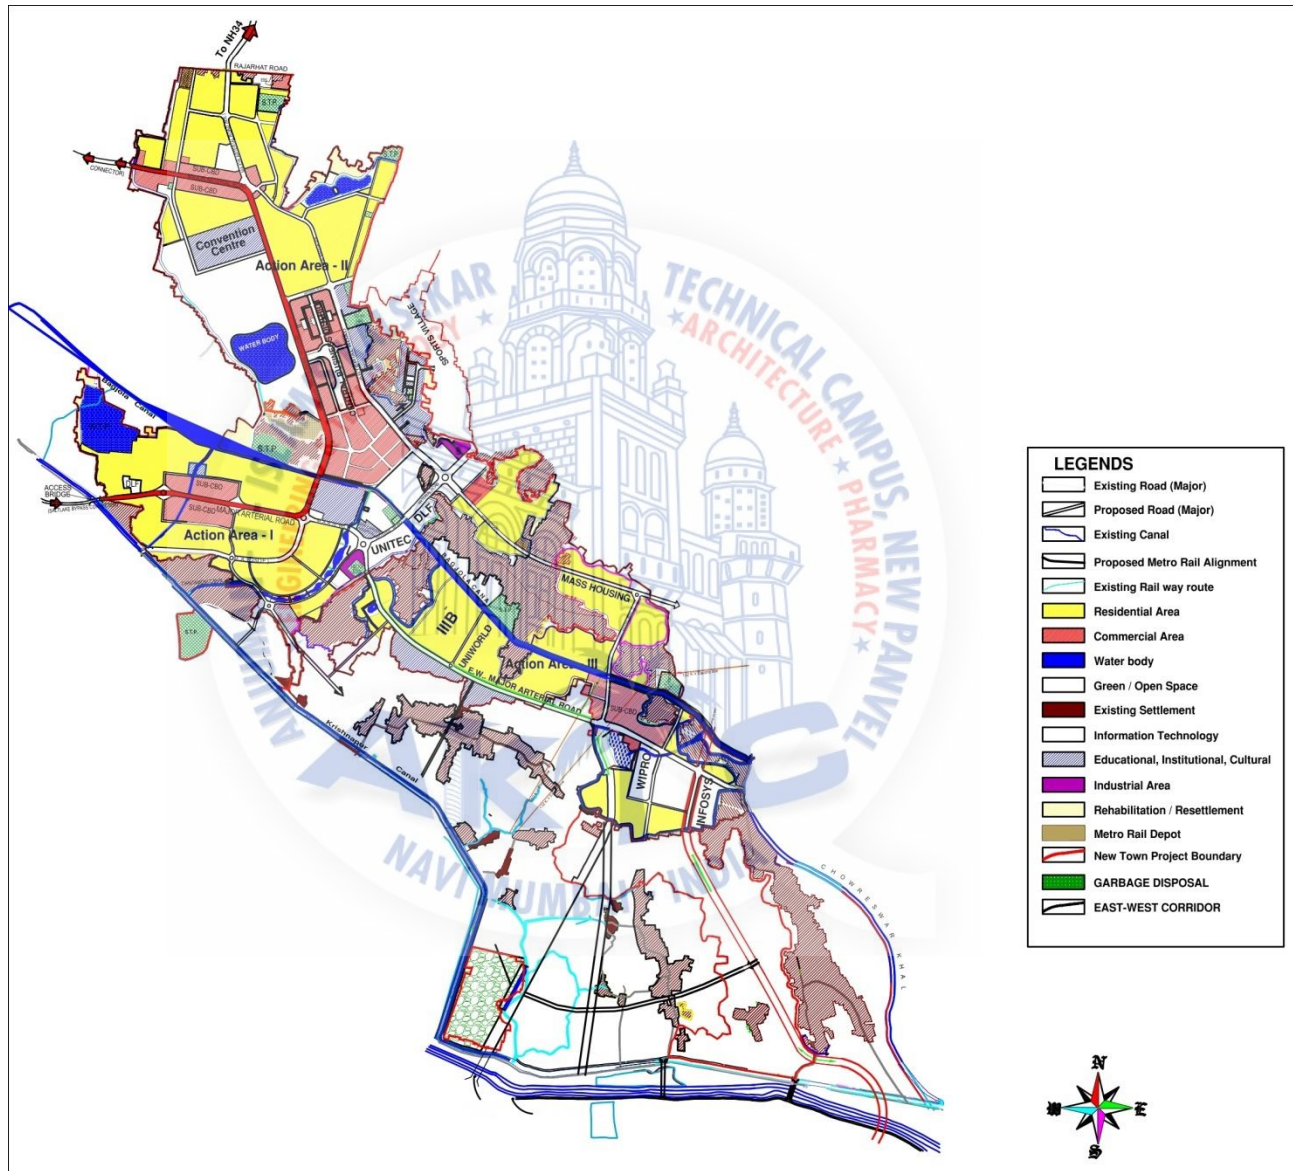 To NH34
RAJARHAT ROAD
S.T.P.
S.T.P.
CONNECTOR)
SUB-CBD
SUB-CBD
Convention
Centre
Action Area - II
SPORTS VILLAGE
WATER BODY
Bagjola Canal
S.T.P.
ACCESS
BRIDGE
DLF
SUB-CBD
SUB-CBD
MAJOR ARTERIAL ROAD
Action Area - I
UNITEC
DLF
BAGJOLA CANAL
MASS HOUSING
S.T.P.
IIIB
UNIWORLD
Action Area - III
E.W.- MAJOR ARTERIAL ROAD
SUB-CBD
WIPRO
INFOSYS
Krishnapur Canal
CHOWRESWAR KHAL
TECHNICAL CAMPUS, NEW PANVEL
ARCHITECTURE ★ PHARMACY ★
NAVI MUMBAI INDIA
LEGENDS
Existing Road (Major)
Proposed Road (Major)
Existing Canal
Proposed Metro Rail Alignment
Existing Rail way route
Residential Area
Commercial Area
Water body
Green / Open Space
Existing Settlement
Information Technology
Educational, Institutional, Cultural
Industrial Area
Rehabilitation / Resettlement
Metro Rail Depot
New Town Project Boundary
GARBAGE DISPOSAL
EAST-WEST CORRIDOR
N
W
E
S